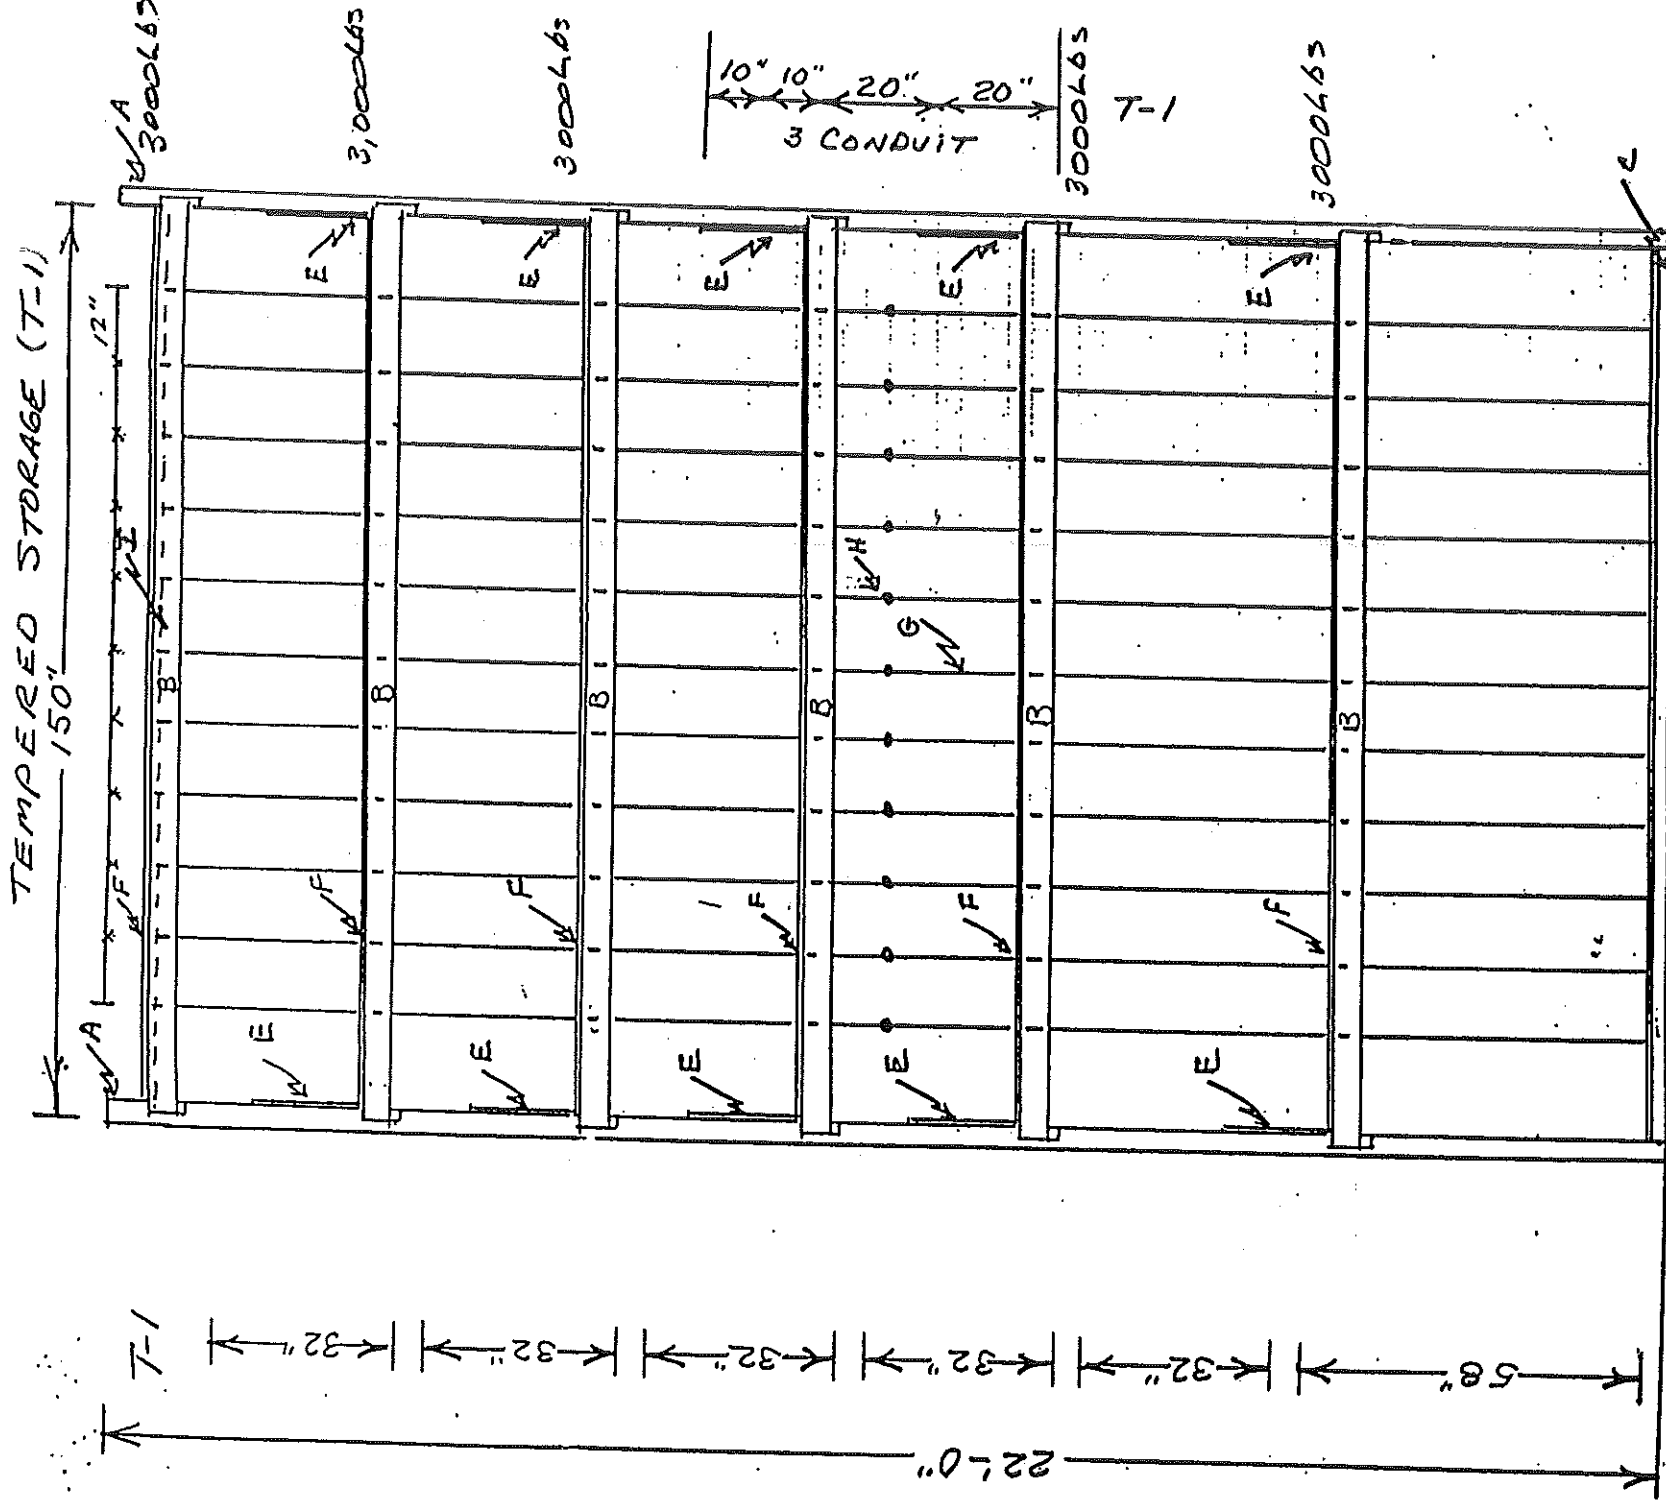 TEMPERED STORAGE (T-1)
150"
A
A
12"
I
F
B
3000Lbs
3,000Lbs
3000Lbs
3000Lbs
3000Lbs
10" 10" 20" 20"
3 CONDUIT
T-1
E
E
F
B
E
E
F
B
E
E
F
B
H
G
E
E
F
B
E
E
F
B
C
T-1
32"
32"
32"
32"
32"
58"
22'-0"